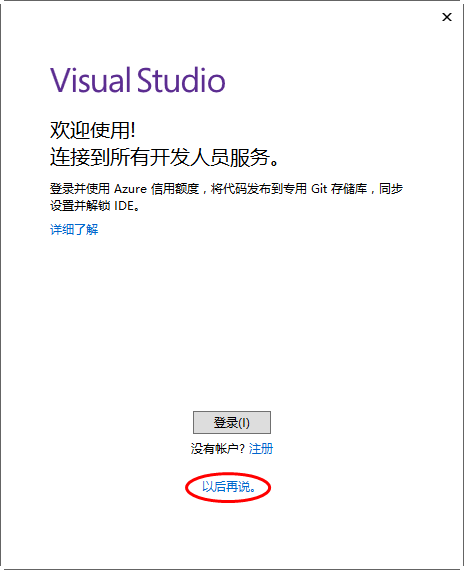 Visual Studio
欢迎使用!
连接到所有开发人员服务。
登录并使用 Azure 信用额度，将代码发布到专用 Git 存储库，同步
设置并解锁 IDE。
详细了解
登录(I)
没有帐户? 注册
以后再说。